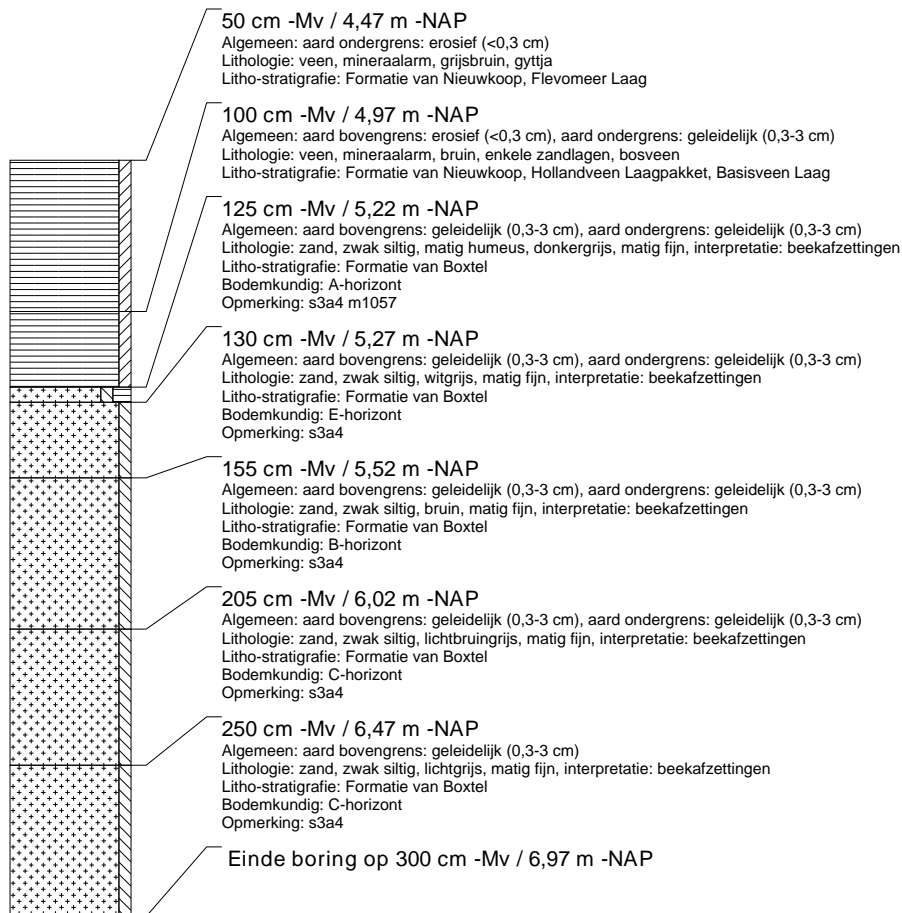 50 cm -Mv / 4,47 m -NAP
Algemeen: aard ondergrens: erosief (<0,3 cm)
Lithologie: veen, mineraalarm, grijsbruin, gyttja
Litho-stratigrafie: Formatie van Nieuwkoop, Flevomeer Laag
100 cm -Mv / 4,97 m -NAP
Algemeen: aard bovengrens: erosief (<0,3 cm), aard ondergrens: geleidelijk (0,3-3 cm)
Lithologie: veen, mineraalarm, bruin, enkele zandlagen, bosveen
Litho-stratigrafie: Formatie van Nieuwkoop, Hollandveen Laagpakket, Basisveen Laag
125 cm -Mv / 5,22 m -NAP
Algemeen: aard bovengrens: geleidelijk (0,3-3 cm), aard ondergrens: geleidelijk (0,3-3 cm)
Lithologie: zand, zwak siltig, matig humeus, donkergrijs, matig fijn, interpretatie: beekafzettingen
Litho-stratigrafie: Formatie van Boxtel
Bodemkundig: A-horizont
Opmerking: s3a4 m1057
130 cm -Mv / 5,27 m -NAP
Algemeen: aard bovengrens: geleidelijk (0,3-3 cm), aard ondergrens: geleidelijk (0,3-3 cm)
Lithologie: zand, zwak siltig, witgrijs, matig fijn, interpretatie: beekafzettingen
Litho-stratigrafie: Formatie van Boxtel
Bodemkundig: E-horizont
Opmerking: s3a4
155 cm -Mv / 5,52 m -NAP
Algemeen: aard bovengrens: geleidelijk (0,3-3 cm), aard ondergrens: geleidelijk (0,3-3 cm)
Lithologie: zand, zwak siltig, bruin, matig fijn, interpretatie: beekafzettingen
Litho-stratigrafie: Formatie van Boxtel
Bodemkundig: B-horizont
Opmerking: s3a4
205 cm -Mv / 6,02 m -NAP
Algemeen: aard bovengrens: geleidelijk (0,3-3 cm), aard ondergrens: geleidelijk (0,3-3 cm)
Lithologie: zand, zwak siltig, lichtbruingrijs, matig fijn, interpretatie: beekafzettingen
Litho-stratigrafie: Formatie van Boxtel
Bodemkundig: C-horizont
Opmerking: s3a4
250 cm -Mv / 6,47 m -NAP
Algemeen: aard bovengrens: geleidelijk (0,3-3 cm)
Lithologie: zand, zwak siltig, lichtgrijs, matig fijn, interpretatie: beekafzettingen
Litho-stratigrafie: Formatie van Boxtel
Bodemkundig: C-horizont
Opmerking: s3a4
Einde boring op 300 cm -Mv / 6,97 m -NAP